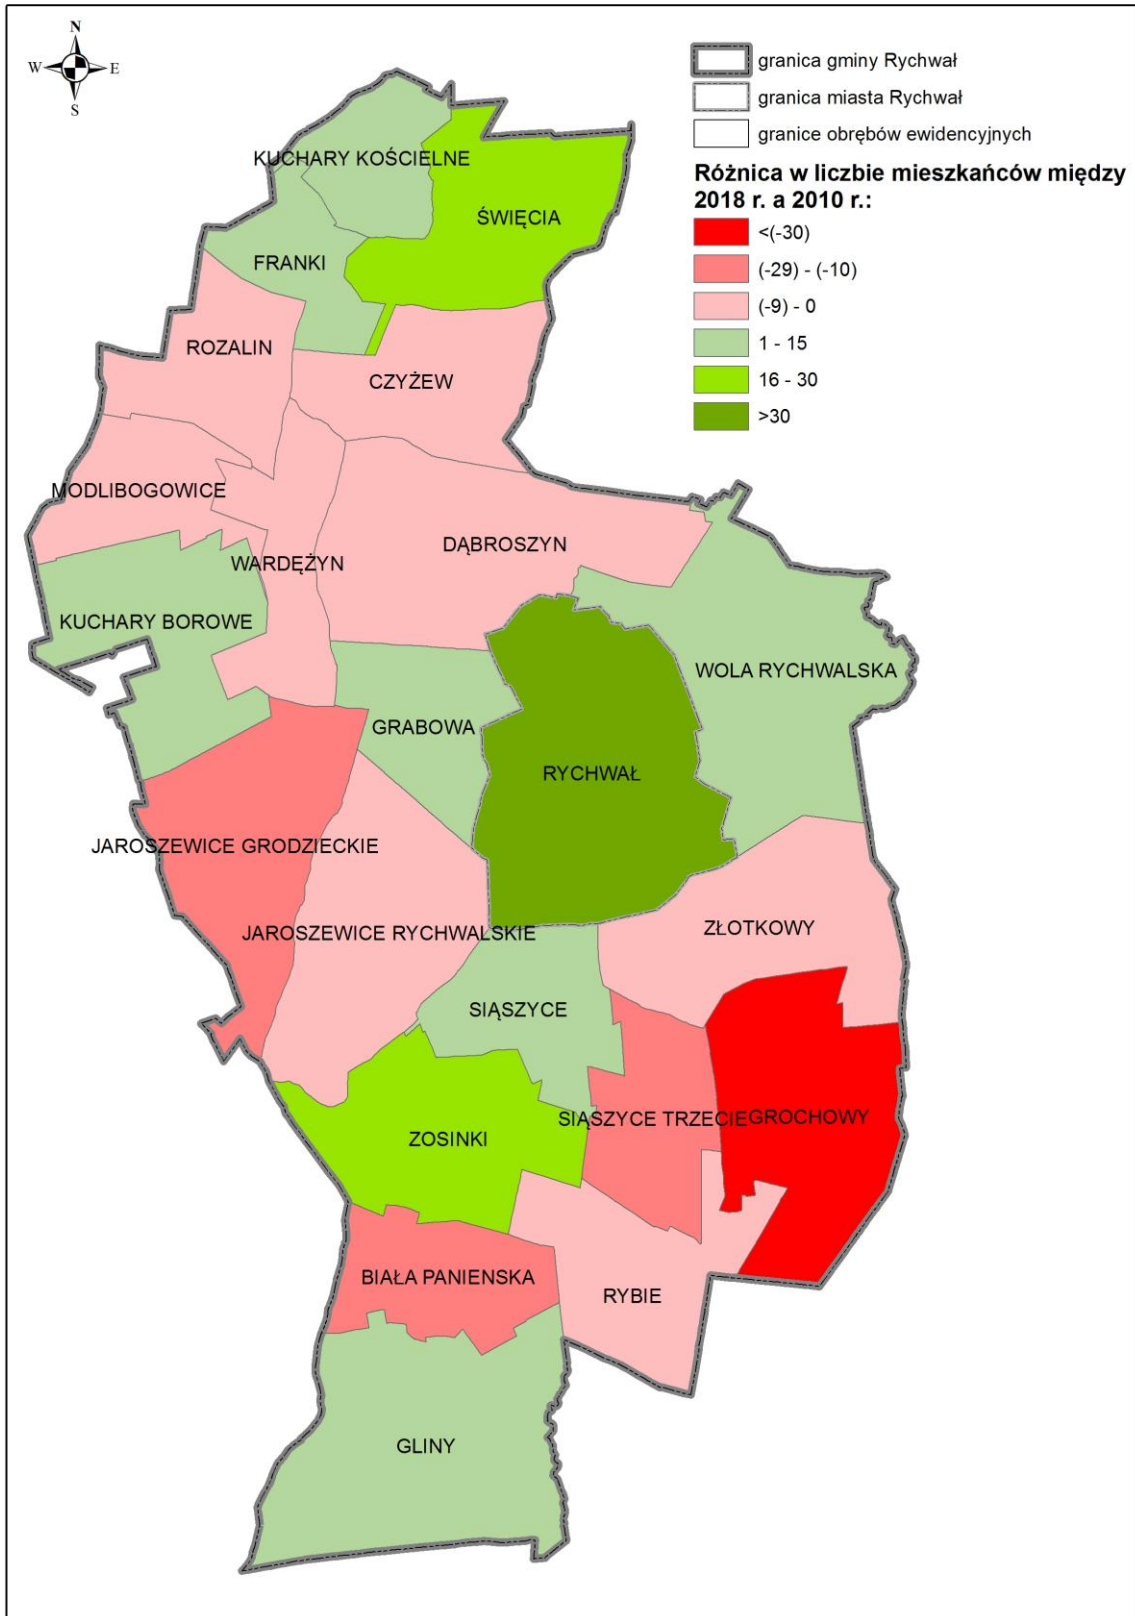 N
W E
S
granica gminy Rychwał
granica miasta Rychwał
granice obrębów ewidencyjnych
Różnica w liczbie mieszkańców między
2018 r. a 2010 r.:
<(-30)
(-29) - (-10)
(-9) - 0
1 - 15
16 - 30
>30
KUCHARY KOŚCIELNE
ŚWIĘCIA
FRANKI
ROZALIN
CZYŻEW
MODLIBOGOWICE
DĄBROSZYN
WARDĘŻYN
KUCHARY BOROWE
WOLA RYCHWALSKA
GRABOWA
RYCHWAŁ
JAROSZEWICE GRODZIECKIE
ZŁOTKOWY
JAROSZEWICE RYCHWALSKIE
SIĄSZYCE
SIĄSZYCE TRZECIE
GROCHOWY
ZOSINKI
BIAŁA PANIENSKA
RYBIE
GLINY